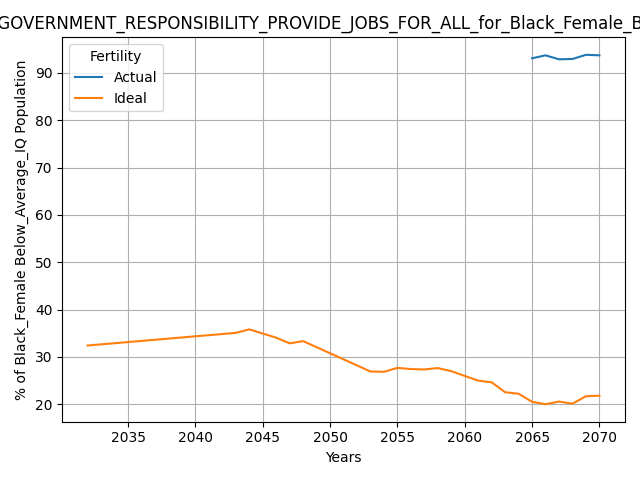 GOVERNMENT_RESPONSIBILITY_PROVIDE_JOBS_FOR_ALL_for_Black_Female_B
Fertility
Actual
Ideal
% of Black_Female Below_Average_IQ Population
90
80
70
60
50
40
30
20
2035 2040 2045 2050 2055 2060 2065 2070
Years